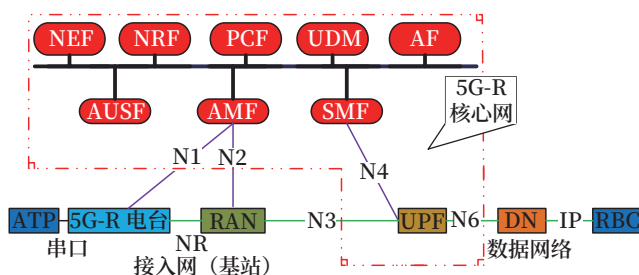 NEF NRF PCF UDM AF
5G-R
核心网
AUSF AMF SMF
N1 N2 N4
ATP 5G-R 电台 RAN N3 UPF N6 DN IP RBC
串口 NR 数据网络
接入网（基站）